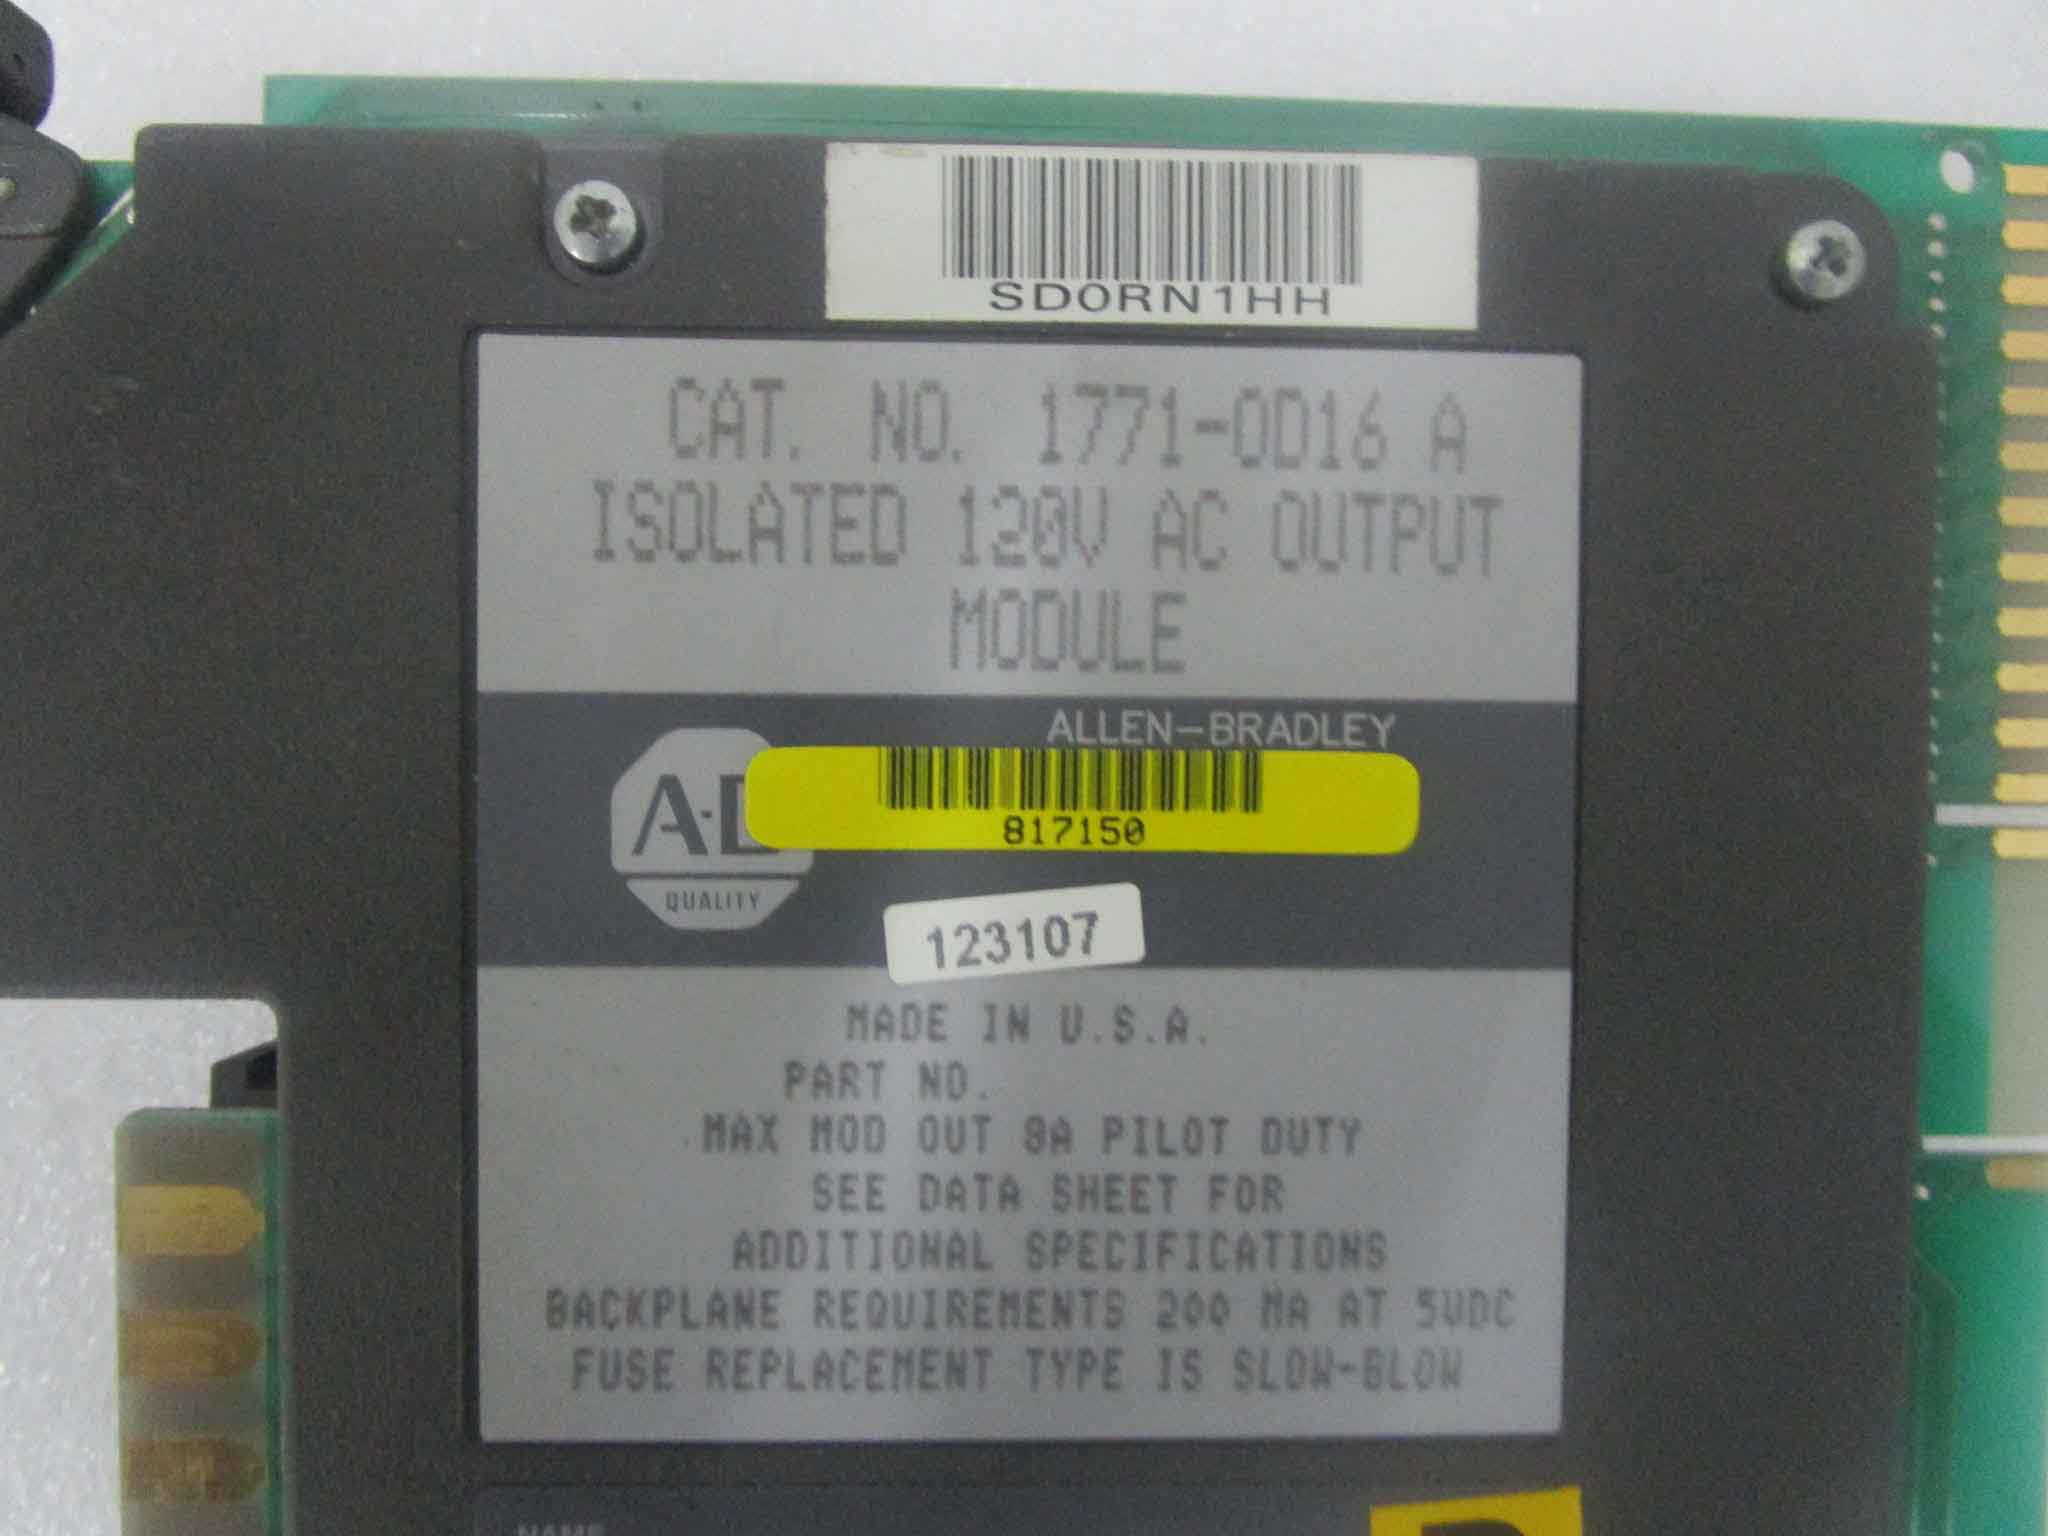 SD0RN1HH
CAT. NO. 1771-OD16 A
ISOLATED 120V AC OUTPUT
MODULE
ALLEN-BRADLEY
817150
QUALITY
123107
MADE IN U.S.A.
PART NO.
MAX MOD OUT 8A PILOT DUTY
SEE DATA SHEET FOR
ADDITIONAL SPECIFICATIONS
BACKPLANE REQUIREMENTS 200 MA AT 5VDC
FUSE REPLACEMENT TYPE IS SLOW-BLOW
NAME